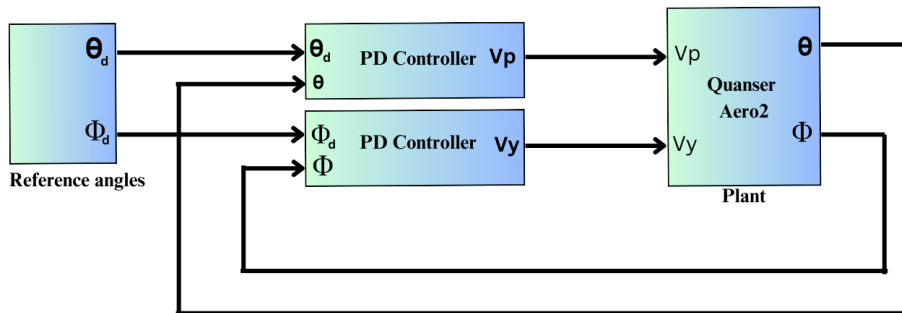 θd
Φd
Reference angles
θd
θ
PD Controller
Vp
Φd
Φ
PD Controller
Vy
Vp
Vy
Quanser
Aero2
θ
Φ
Plant